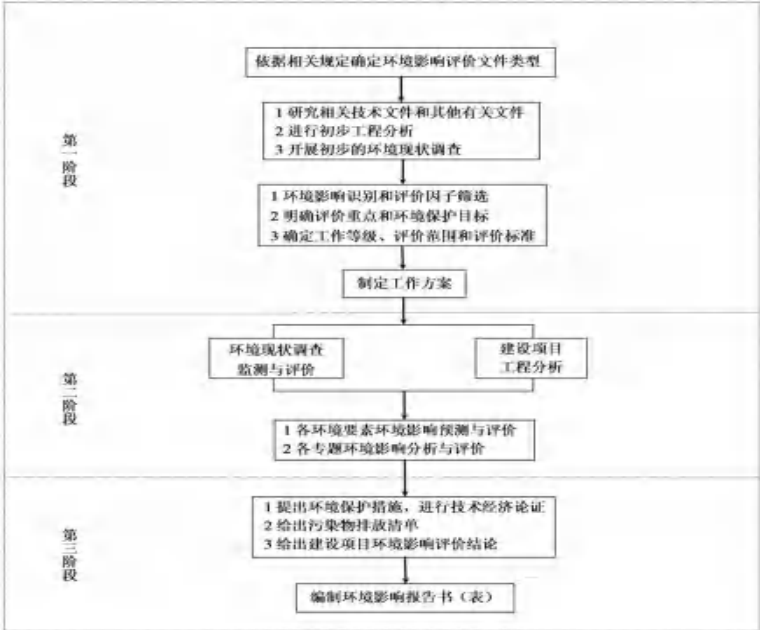 依据相关规定确定环境影响评价文件类型
1 研究相关技术文件和其他有关文件
2 进行初步工程分析
3 开展初步的环境现状调查
第一阶段
1 环境影响识别和评价因子筛选
2 明确评价重点和环境保护目标
3 确定工作等级、评价范围和评价标准
制定工作方案
环境现状调查
监测与评价
建设项目
工程分析
第二阶段
1 各环境要素环境影响预测与评价
2 各专题环境影响分析与评价
1 提出环境保护措施，进行技术经济论证
2 给出污染物排放清单
3 给出建设项目环境影响评价结论
第三阶段
编制环境影响报告书（表）